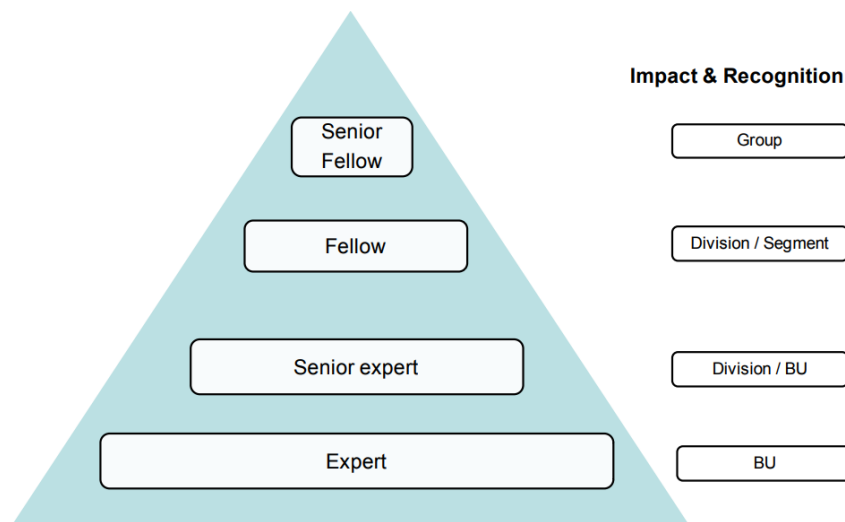 Impact & Recognition
Senior
Fellow
Group
Fellow
Division / Segment
Senior expert
Division / BU
Expert
BU